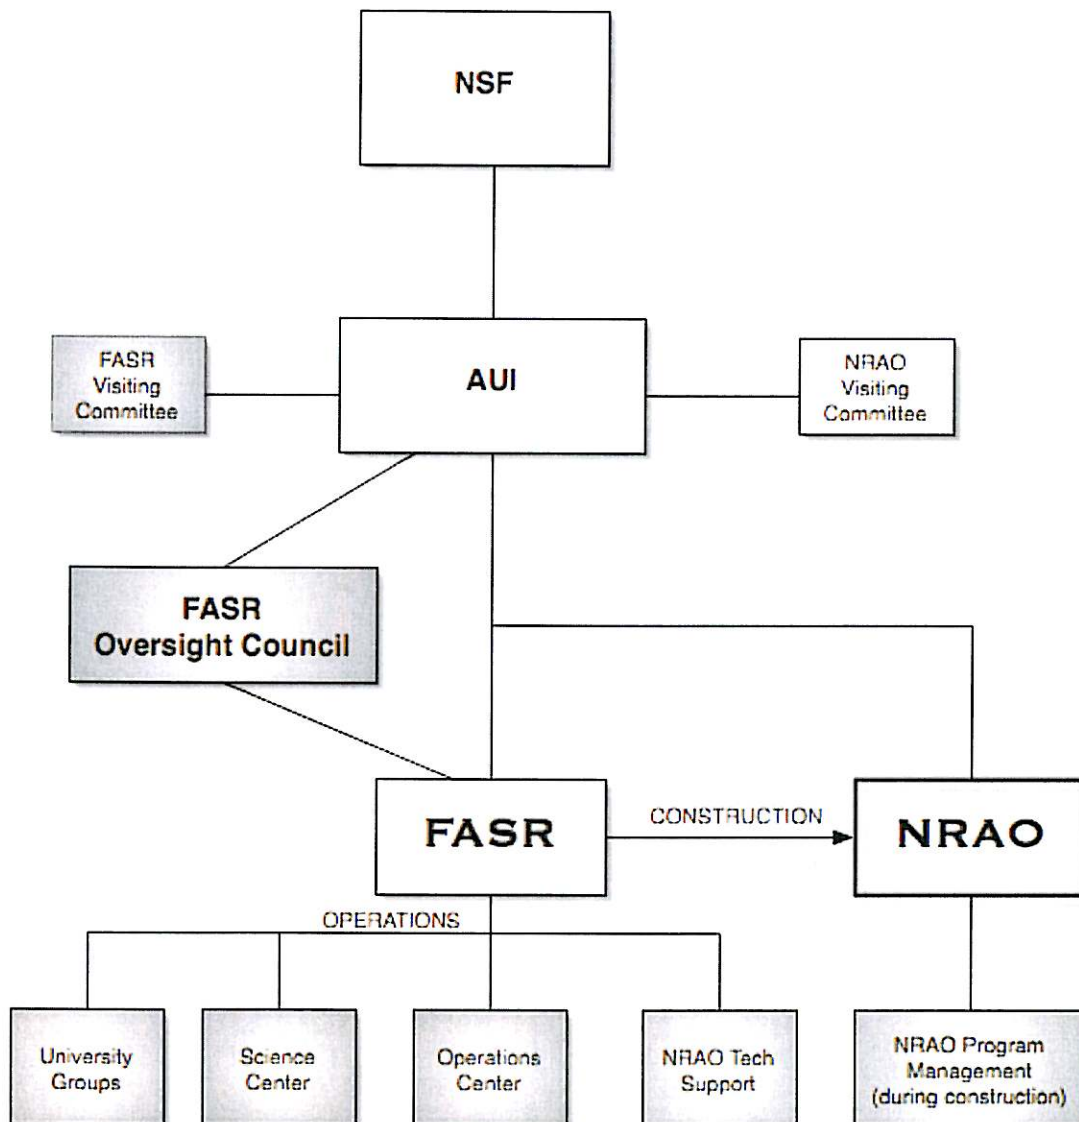 NSF
FASR
Visiting
Committee
AUI
NRAO
Visiting
Committee
FASR
Oversight Council
FASR
CONSTRUCTION
NRAO
OPERATIONS
University
Groups
Science
Center
Operations
Center
NRAO Tech
Support
NRAO Program
Management
(during construction)